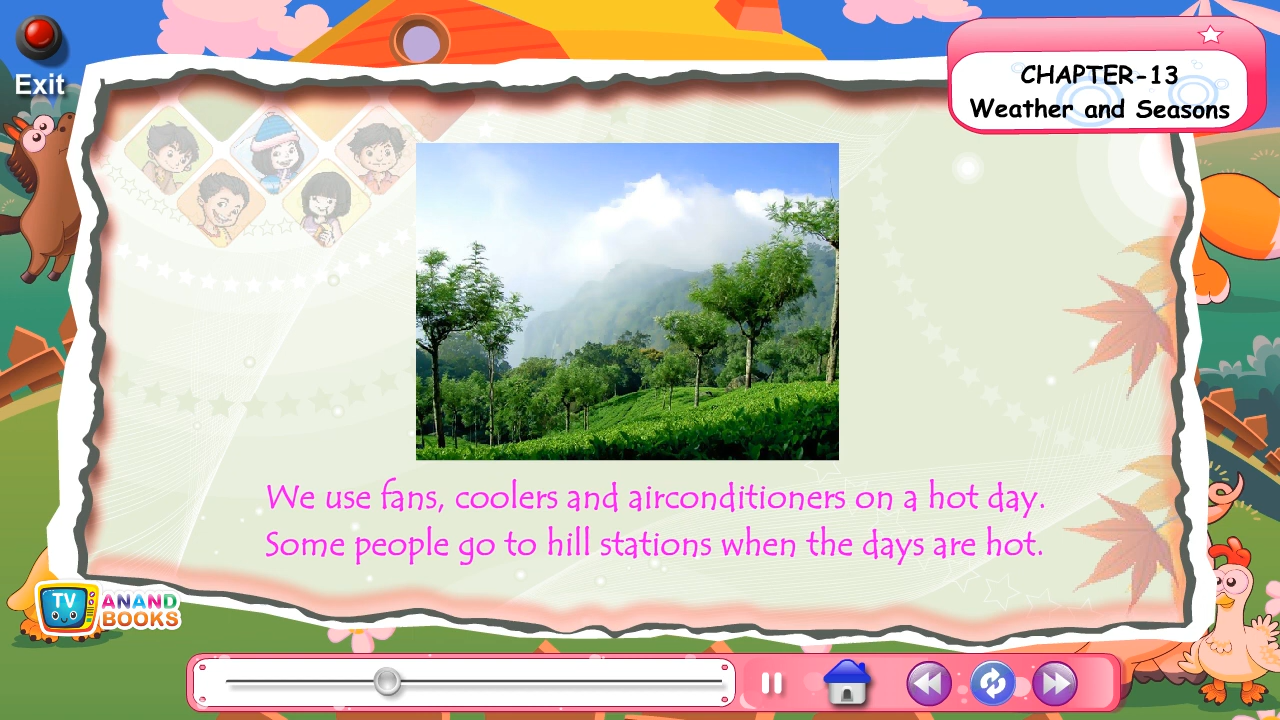 Exit
CHAPTER-13
Weather and Seasons
We use fans, coolers and airconditioners on a hot day.
Some people go to hill stations when the days are hot.
TV
ANAND
BOOKS